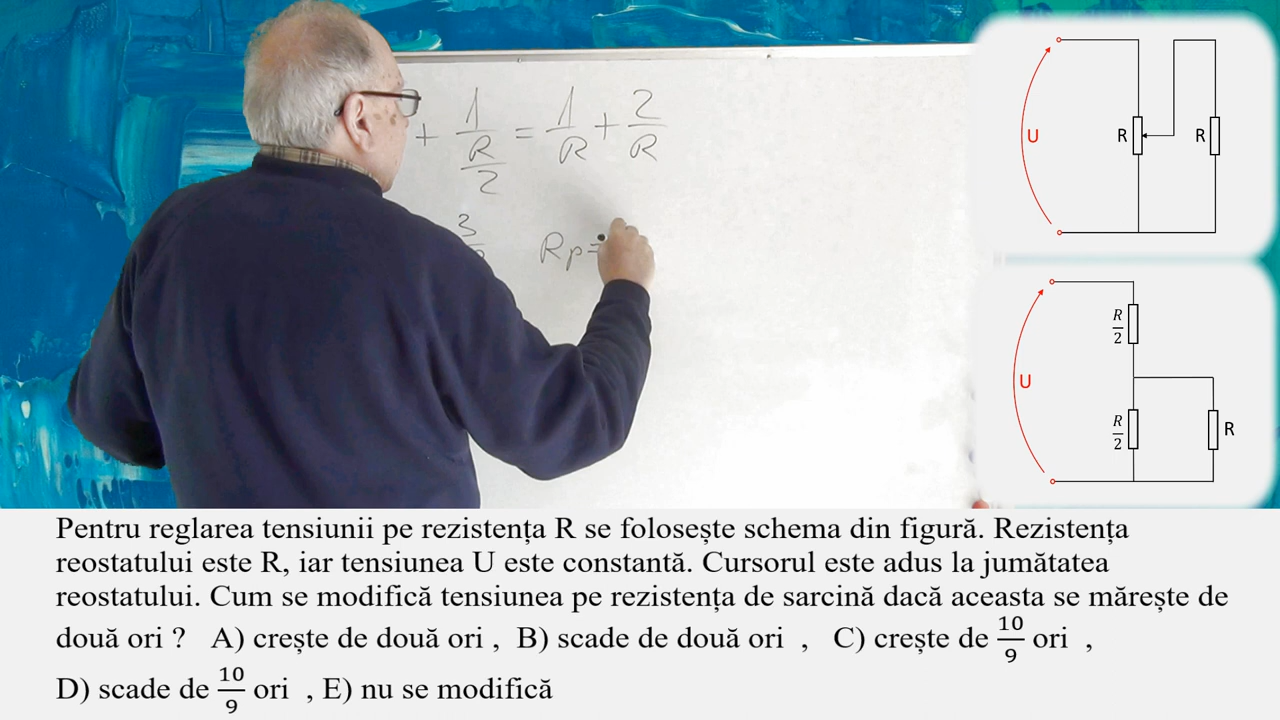 + 1/(R/2) = 1/R + 2/R
3
Rp=
U
R
R
R/2
U
R/2
R
Pentru reglarea tensiunii pe rezistența R se folosește schema din figură. Rezistența
reostatului este R, iar tensiunea U este constantă. Cursorul este adus la jumătatea
reostatului. Cum se modifică tensiunea pe rezistența de sarcină dacă aceasta se mărește de
două ori ? A) crește de două ori , B) scade de două ori , C) crește de 10/9 ori ,
D) scade de 10/9 ori , E) nu se modifică